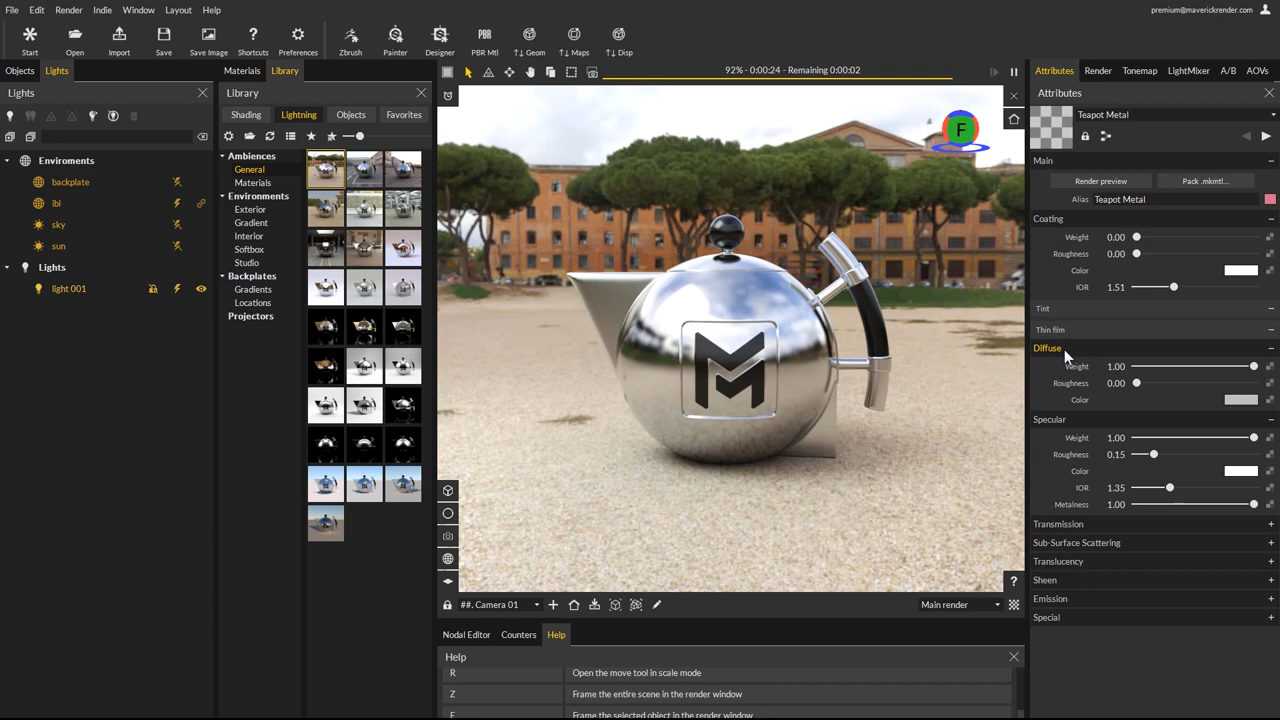 File Edit Render Indie Window Layout Help
premium@maverickrender.com
Start Open Import Save Save Image Shortcuts Preferences Zbrush Painter Designer PBR Mtl ↑↓ Geom ↑↓ Maps ↑↓ Disp
PBR
Objects Lights
Lights
Enviroments
backplate
ibl
sky
sun
Lights
light 001
Materials Library
Library
Shading Lightning Objects Favorites
Ambiences
General
Materials
Environments
Exterior
Gradient
Interior
Softbox
Studio
Backplates
Gradients
Locations
Projectors
92% - 0:00:24 - Remaining 0:00:02
F
M
##. Camera 01
Main render
?
Nodal Editor Counters Help
Help
R Open the move tool in scale mode
Z Frame the entire scene in the render window
F Frame the selected object in the render window
Attributes Render Tonemap LightMixer A/B AOVs
Attributes
Teapot Metal
Main
Render preview Pack .mkmtl...
Alias Teapot Metal
Coating
Weight 0.00
Roughness 0.00
Color
IOR 1.51
Tint
Thin film
Diffuse
Weight 1.00
Roughness 0.00
Color
Specular
Weight 1.00
Roughness 0.15
Color
IOR 1.35
Metalness 1.00
Transmission
Sub-Surface Scattering
Translucency
Sheen
Emission
Special